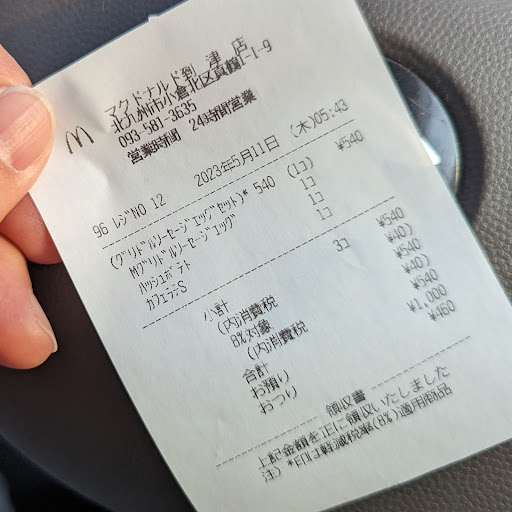 マクドナルド到 津 店
北九州市小倉北区真鶴1-1-9
093-581-3635
営業時間 24時間営業
96 レジNO 12 2023年5月11日 (木)05:43
(グリドルソーセージエッグセット)* 540 (1コ) ¥540
Mグリドルソーセージエッグ 1コ
ハッシュポテト 1コ
カフェラテS 1コ
小計 3コ ¥540
(内消費税 ¥40)
8%対象 ¥540
(内消費税 ¥40)
合計 ¥540
お預り ¥1,000
おつり ¥460
領収書
上記金額を正に領収いたしました
注) *印は軽減税率(8%)適用商品